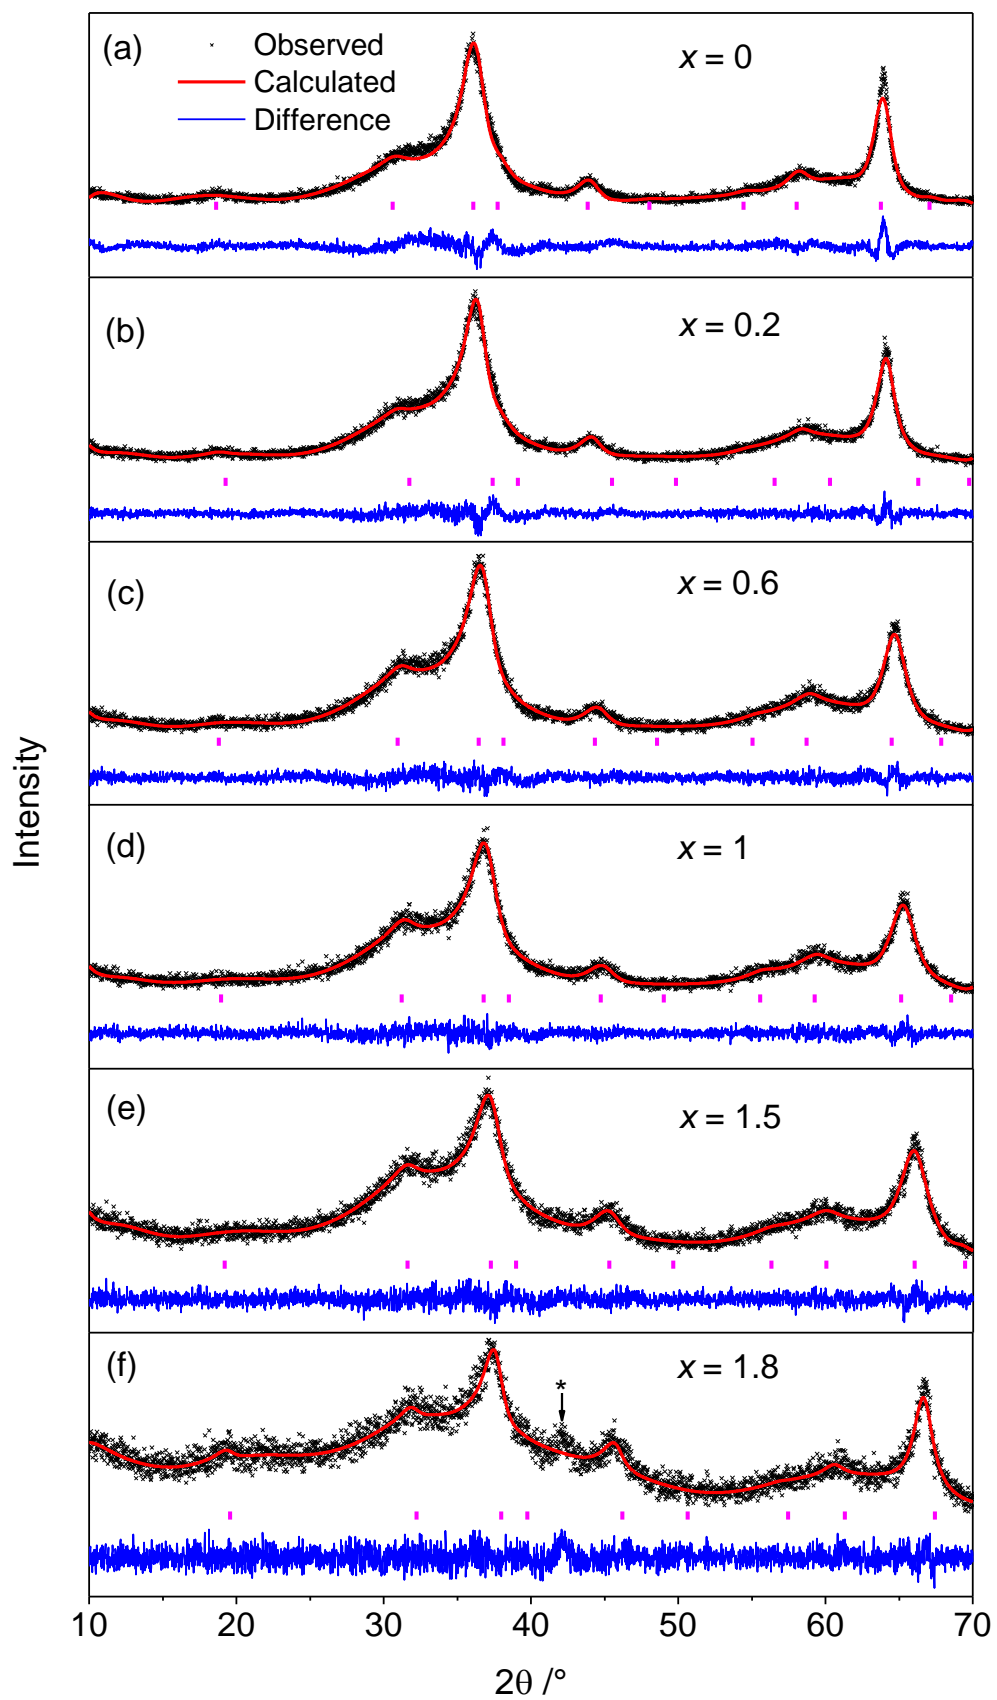 (a)
Observed
Calculated
Difference
x = 0
(b)
x = 0.2
(c)
x = 0.6
Intensity
(d)
x = 1
(e)
x = 1.5
(f)
x = 1.8
*
10 20 30 40 50 60 70
2θ /°